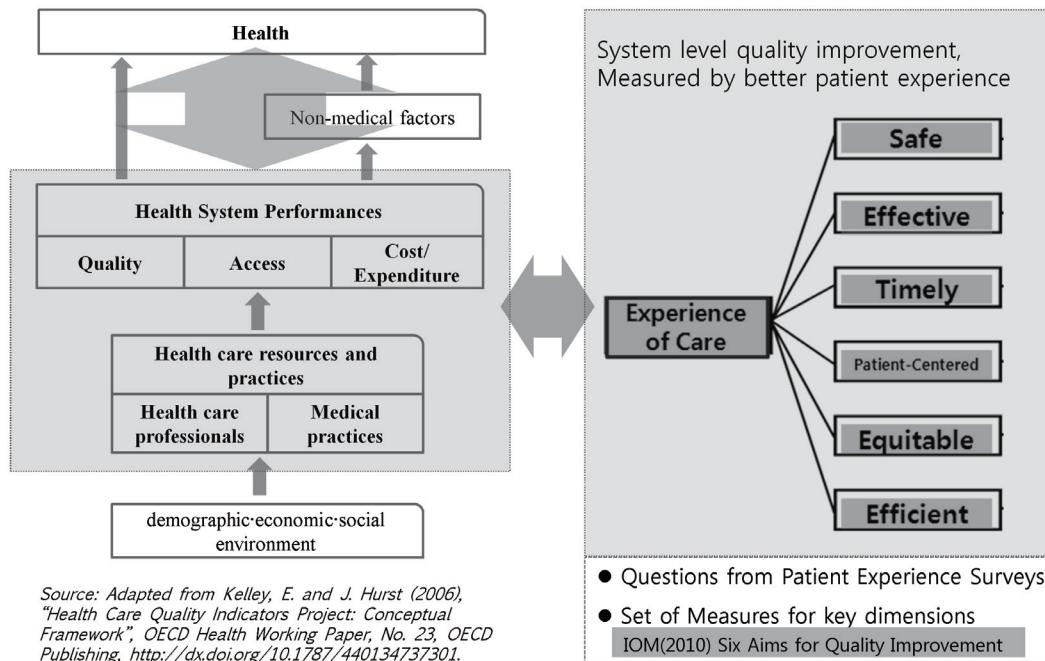 Health
Non-medical factors
Health System Performances
Quality
Access
Cost/
Expenditure
Health care resources and
practices
Health care
professionals
Medical
practices
demographic·economic·social
environment
Source: Adapted from Kelley, E. and J. Hurst (2006),
“Health Care Quality Indicators Project: Conceptual
Framework”, OECD Health Working Paper, No. 23, OECD
Publishing, http://dx.doi.org/10.1787/440134737301.
System level quality improvement,
Measured by better patient experience
Experience
of Care
Safe
Effective
Timely
Patient-Centered
Equitable
Efficient
● Questions from Patient Experience Surveys
● Set of Measures for key dimensions
IOM(2010) Six Aims for Quality Improvement